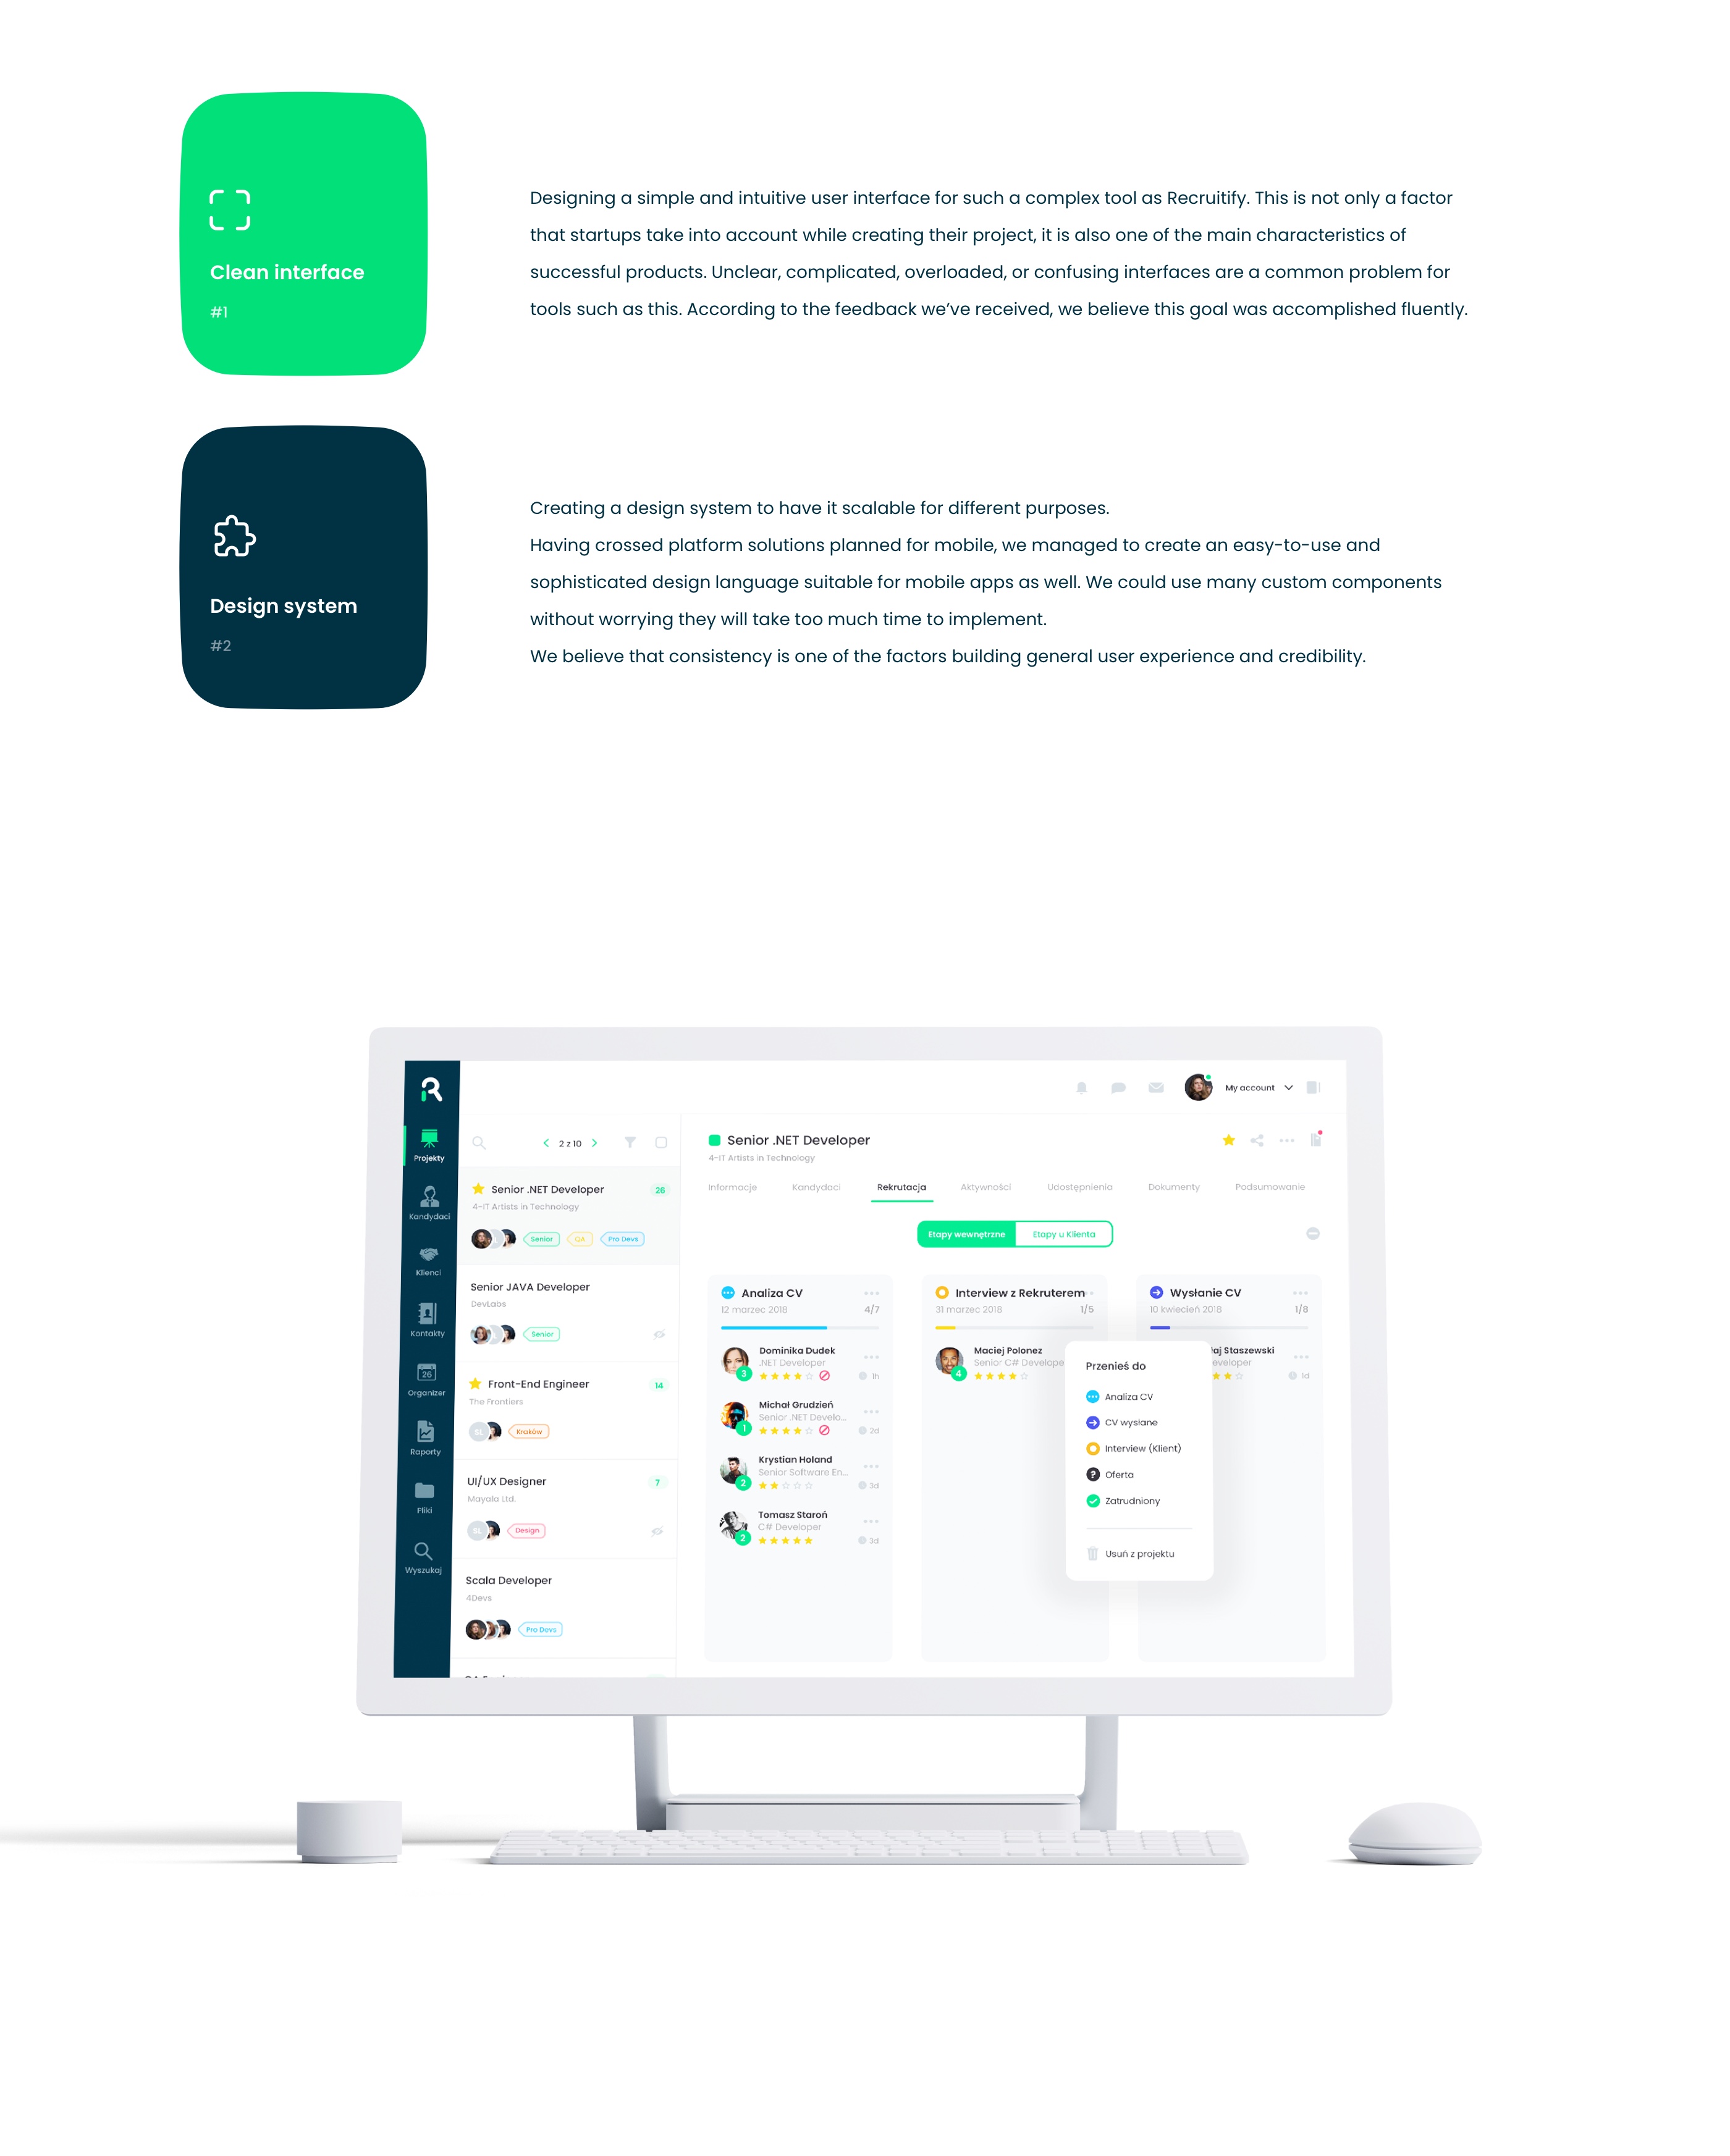 Clean interface
#1
Designing a simple and intuitive user interface for such a complex tool as Recruitify. This is not only a factor
that startups take into account while creating their project, it is also one of the main characteristics of
successful products. Unclear, complicated, overloaded, or confusing interfaces are a common problem for
tools such as this. According to the feedback we've received, we believe this goal was accomplished fluently.
Design system
#2
Creating a design system to have it scalable for different purposes.
Having crossed platform solutions planned for mobile, we managed to create an easy-to-use and
sophisticated design language suitable for mobile apps as well. We could use many custom components
without worrying they will take too much time to implement.
We believe that consistency is one of the factors building general user experience and credibility.
R
My account
Projekty
Kandydaci
Klienci
Kontakty
26
Organizer
Raporty
Pliki
Wyszukaj
2 z 10
Senior .NET Developer
26
4-IT Artists in Technology
Senior
QA
Pro Devs
Senior JAVA Developer
DevLabs
Senior
Front-End Engineer
14
The Frontiers
SL
Kraków
UI/UX Designer
7
Mayala Ltd.
SL
Design
Scala Developer
4Devs
Pro Devs
Senior .NET Developer
4-IT Artists in Technology
Informacje
Kandydaci
Rekrutacja
Aktywności
Udostępnienia
Dokumenty
Podsumowanie
Etapy wewnętrzne
Etapy u Klienta
Analiza CV
12 marzec 2018
4/7
Dominika Dudek
.NET Developer
3
1h
Michał Grudzień
Senior .NET Develo...
1
2d
Krystian Holand
Senior Software En...
2
3d
Tomasz Staroń
C# Developer
2
3d
Interview z Rekruterem
31 marzec 2018
1/5
Maciej Polonez
Senior C# Develope
4
Wysłanie CV
10 kwiecień 2018
1/8
Staszewski
eveloper
1d
Przenieś do
Analiza CV
CV wysłane
Interview (Klient)
Oferta
Zatrudniony
Usuń z projektu